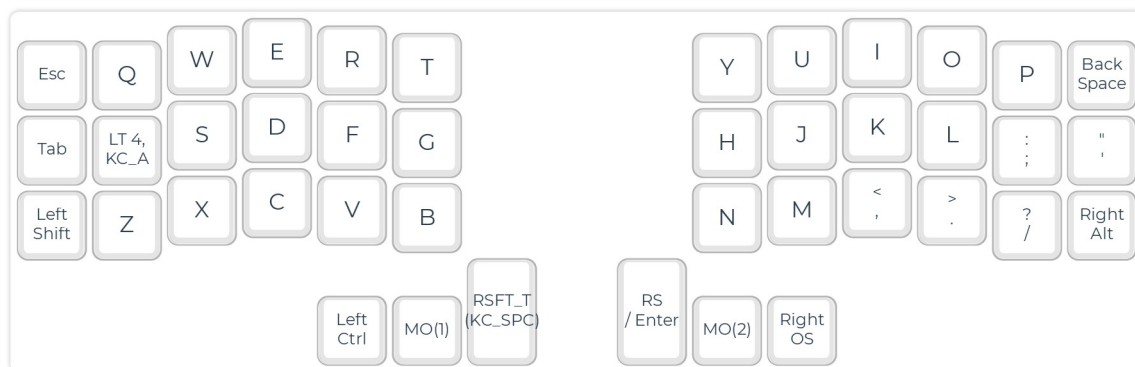 Esc Q W E R T Y U I O P Back Space
Tab LT 4, KC_A S D F G H J K L : ; " '
Left Shift Z X C V B N M < , > . ? / Right Alt
Left Ctrl MO(1) RSFT_T (KC_SPC) RS / Enter MO(2) Right OS